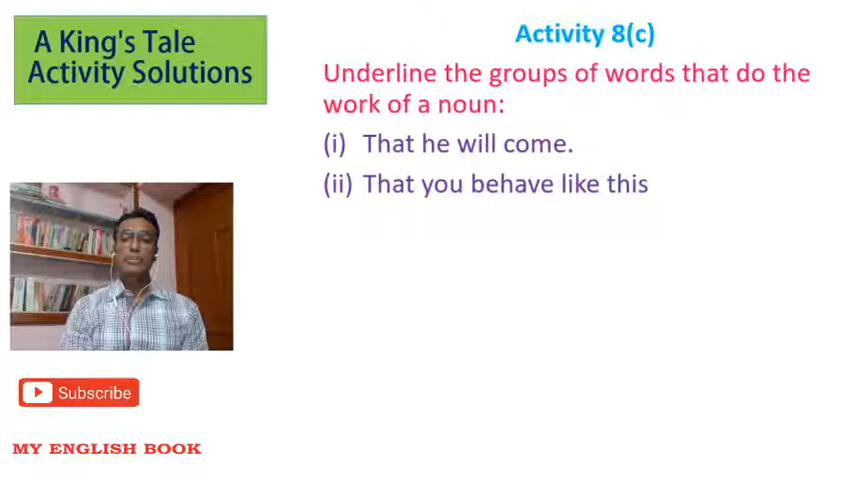 A King's Tale
Activity Solutions
Activity 8(c)
Underline the groups of words that do the
work of a noun:
(i) That he will come.
(ii) That you behave like this
Subscribe
MY ENGLISH BOOK